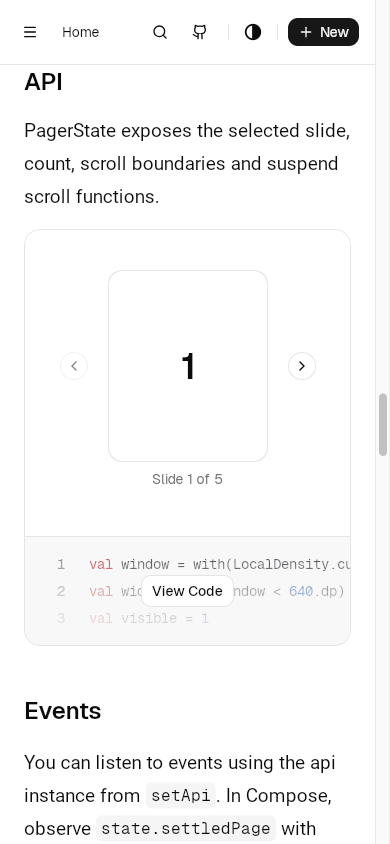 Home
New
API
PagerState exposes the selected slide,
count, scroll boundaries and suspend
scroll functions.
1
Slide 1 of 5
1 val window = with(LocalDensity.cu
2 val ndow < 640.dp)
View Code
3 val visible = 1
Events
You can listen to events using the api
instance from setApi. In Compose,
observe state.settledPage with